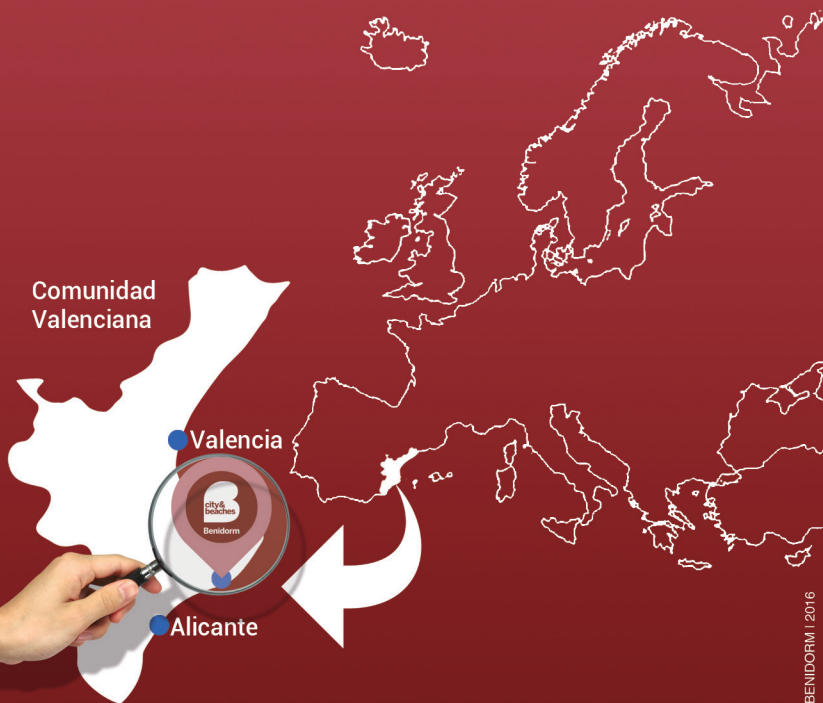 Comunidad
Valenciana
Valencia
city&
beaches
Benidorm
Alicante
BENIDORM | 2016